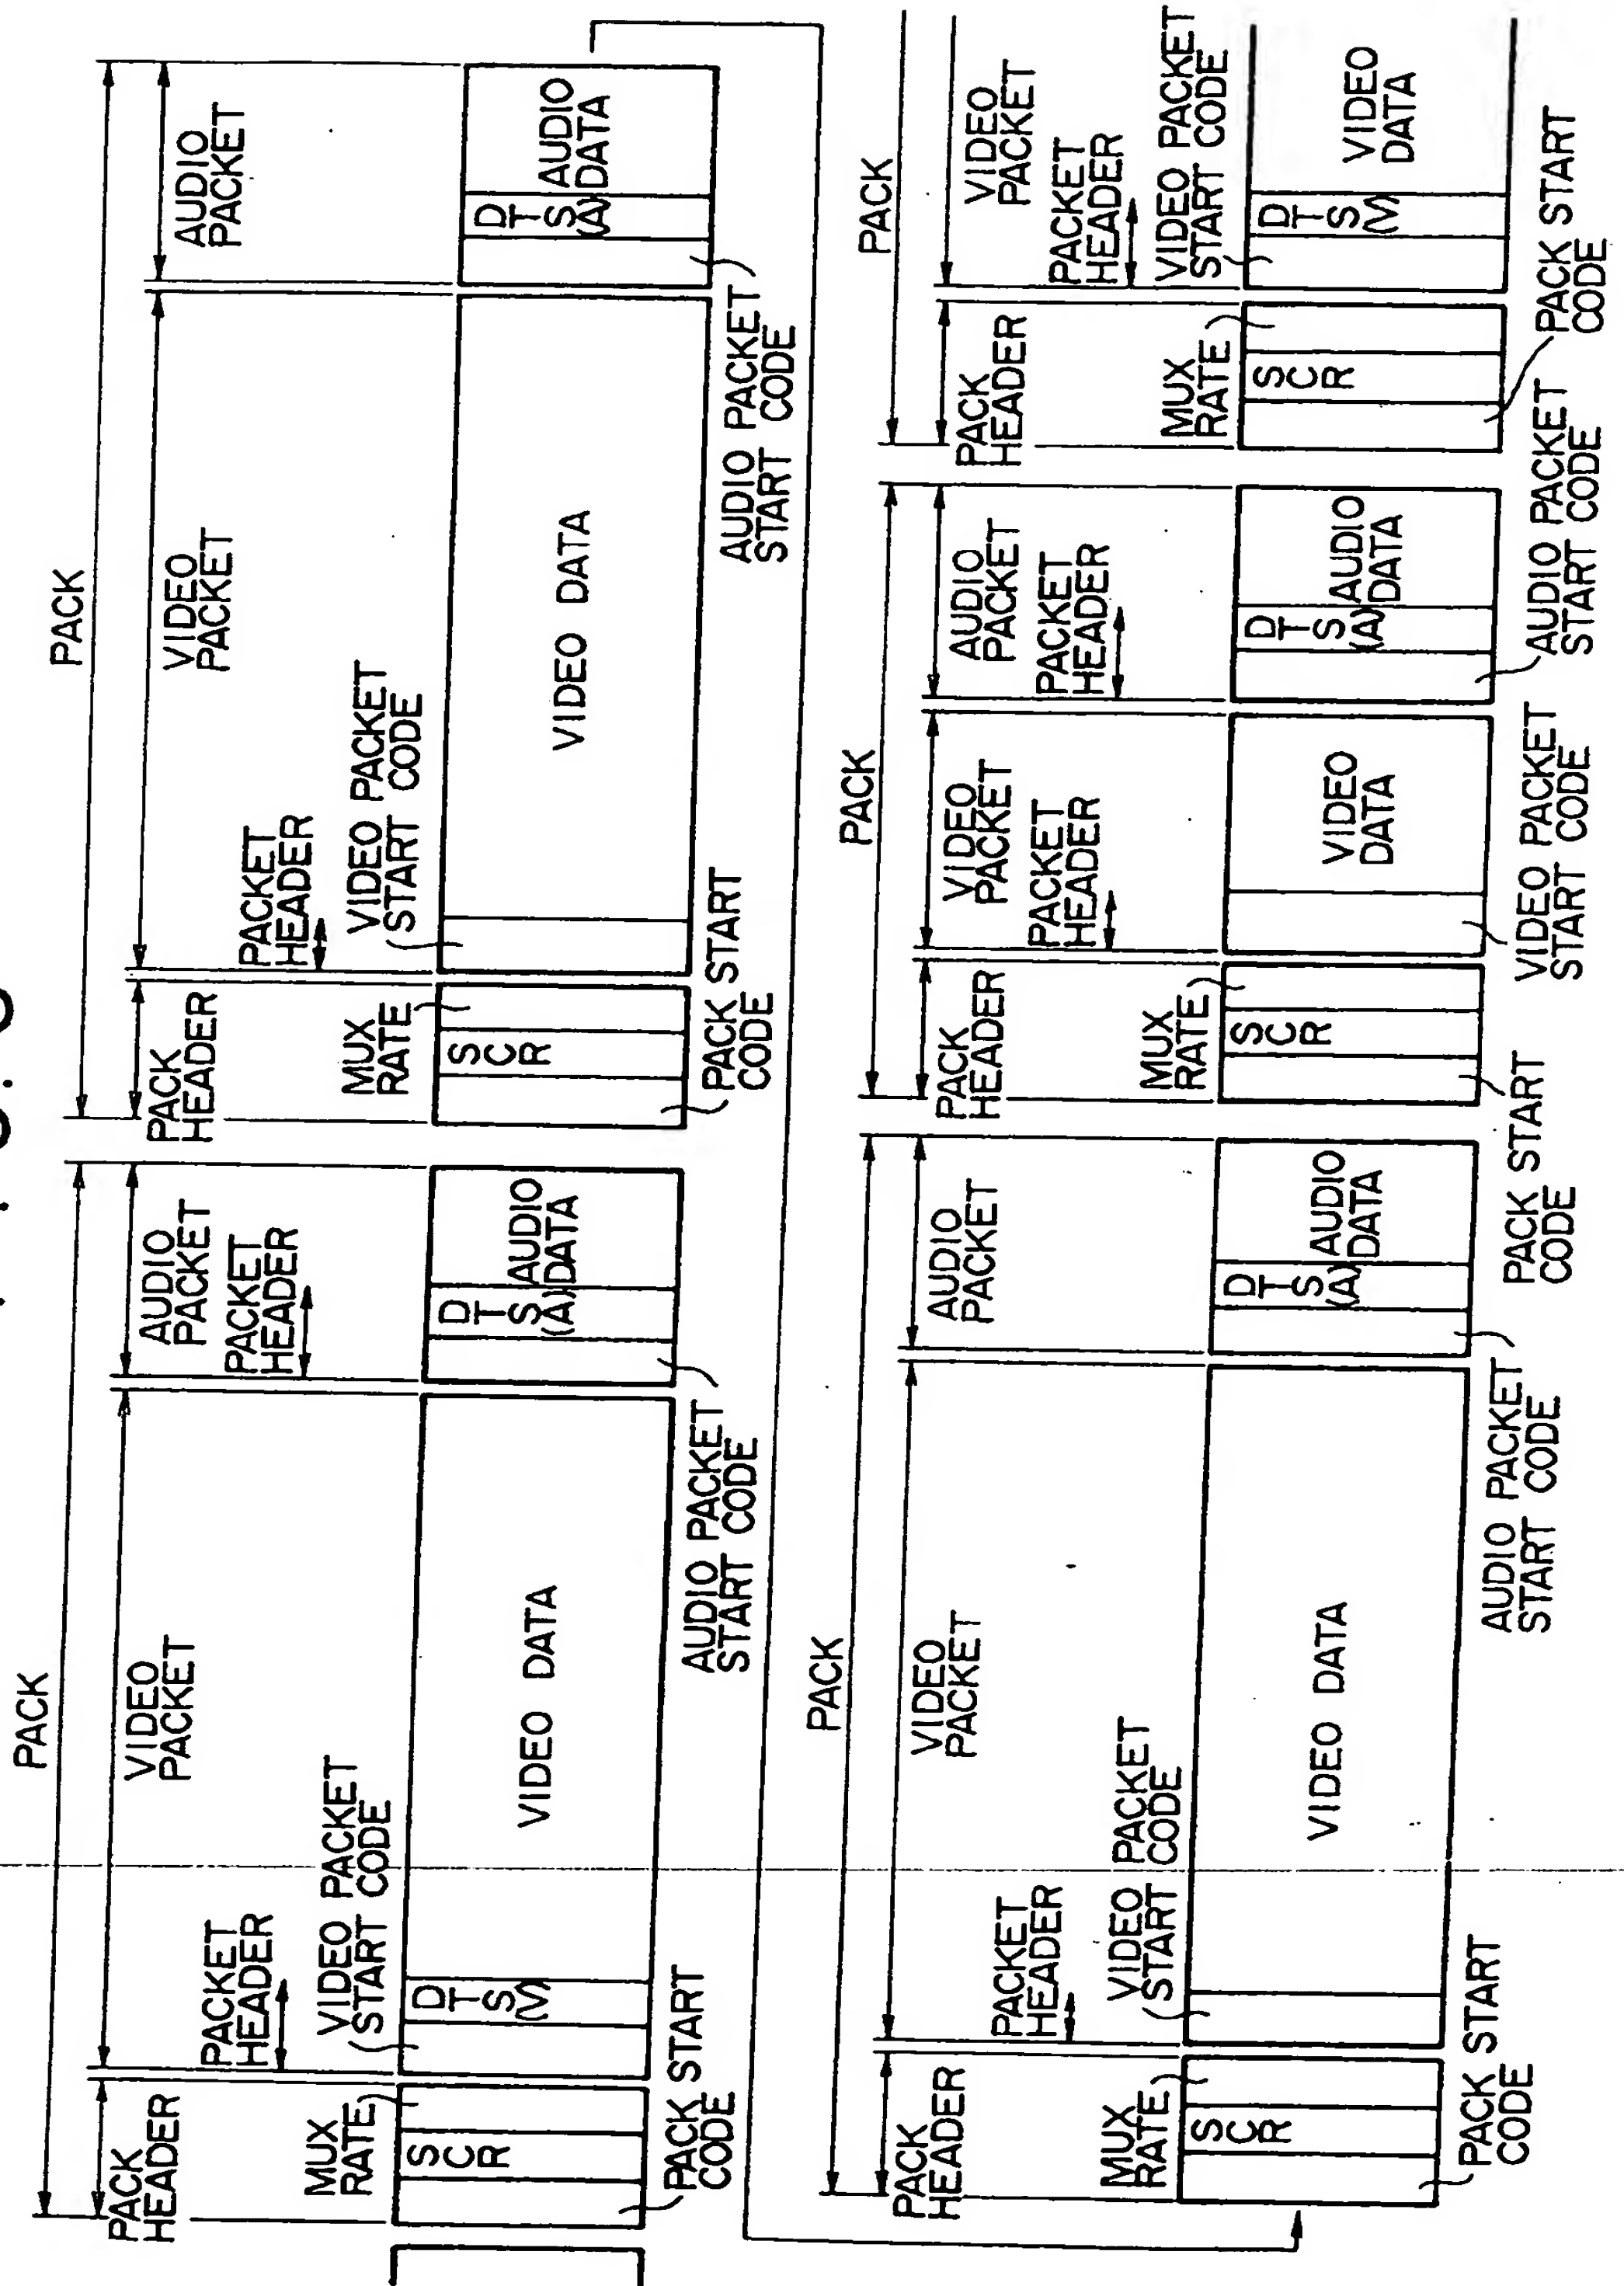 PACK
PACK
HEADER
VIDEO
PACKET
AUDIO
PACKET
PACKET
HEADER
PACKET
HEADER
MUX
RATE
VIDEO PACKET
START CODE
S
C
R
D
T
S
(V)
VIDEO DATA
D
T
S
(A)
AUDIO
DATA
PACK START
CODE
AUDIO PACKET
START CODE
PACK
PACK
HEADER
VIDEO
PACKET
AUDIO
PACKET
PACKET
HEADER
MUX
RATE
VIDEO PACKET
START CODE
S
C
R
VIDEO DATA
D
T
S
(A)
AUDIO
DATA
PACK START
CODE
AUDIO PACKET
START CODE
PACK
PACK
HEADER
VIDEO
PACKET
AUDIO
PACKET
PACKET
HEADER
MUX
RATE
VIDEO PACKET
START CODE
S
C
R
VIDEO DATA
D
T
S
(A)
AUDIO
DATA
PACK START
CODE
AUDIO PACKET
START CODE
PACK
PACK
HEADER
VIDEO
PACKET
AUDIO
PACKET
PACKET
HEADER
PACKET
HEADER
MUX
RATE
S
C
R
VIDEO
DATA
D
T
S
(A)
AUDIO
DATA
PACK START
CODE
VIDEO PACKET
START CODE
AUDIO PACKET
START CODE
PACK
PACK
HEADER
VIDEO
PACKET
PACKET
HEADER
MUX
RATE
VIDEO PACKET
START CODE
S
C
R
D
T
S
(V)
VIDEO
DATA
PACK START
CODE